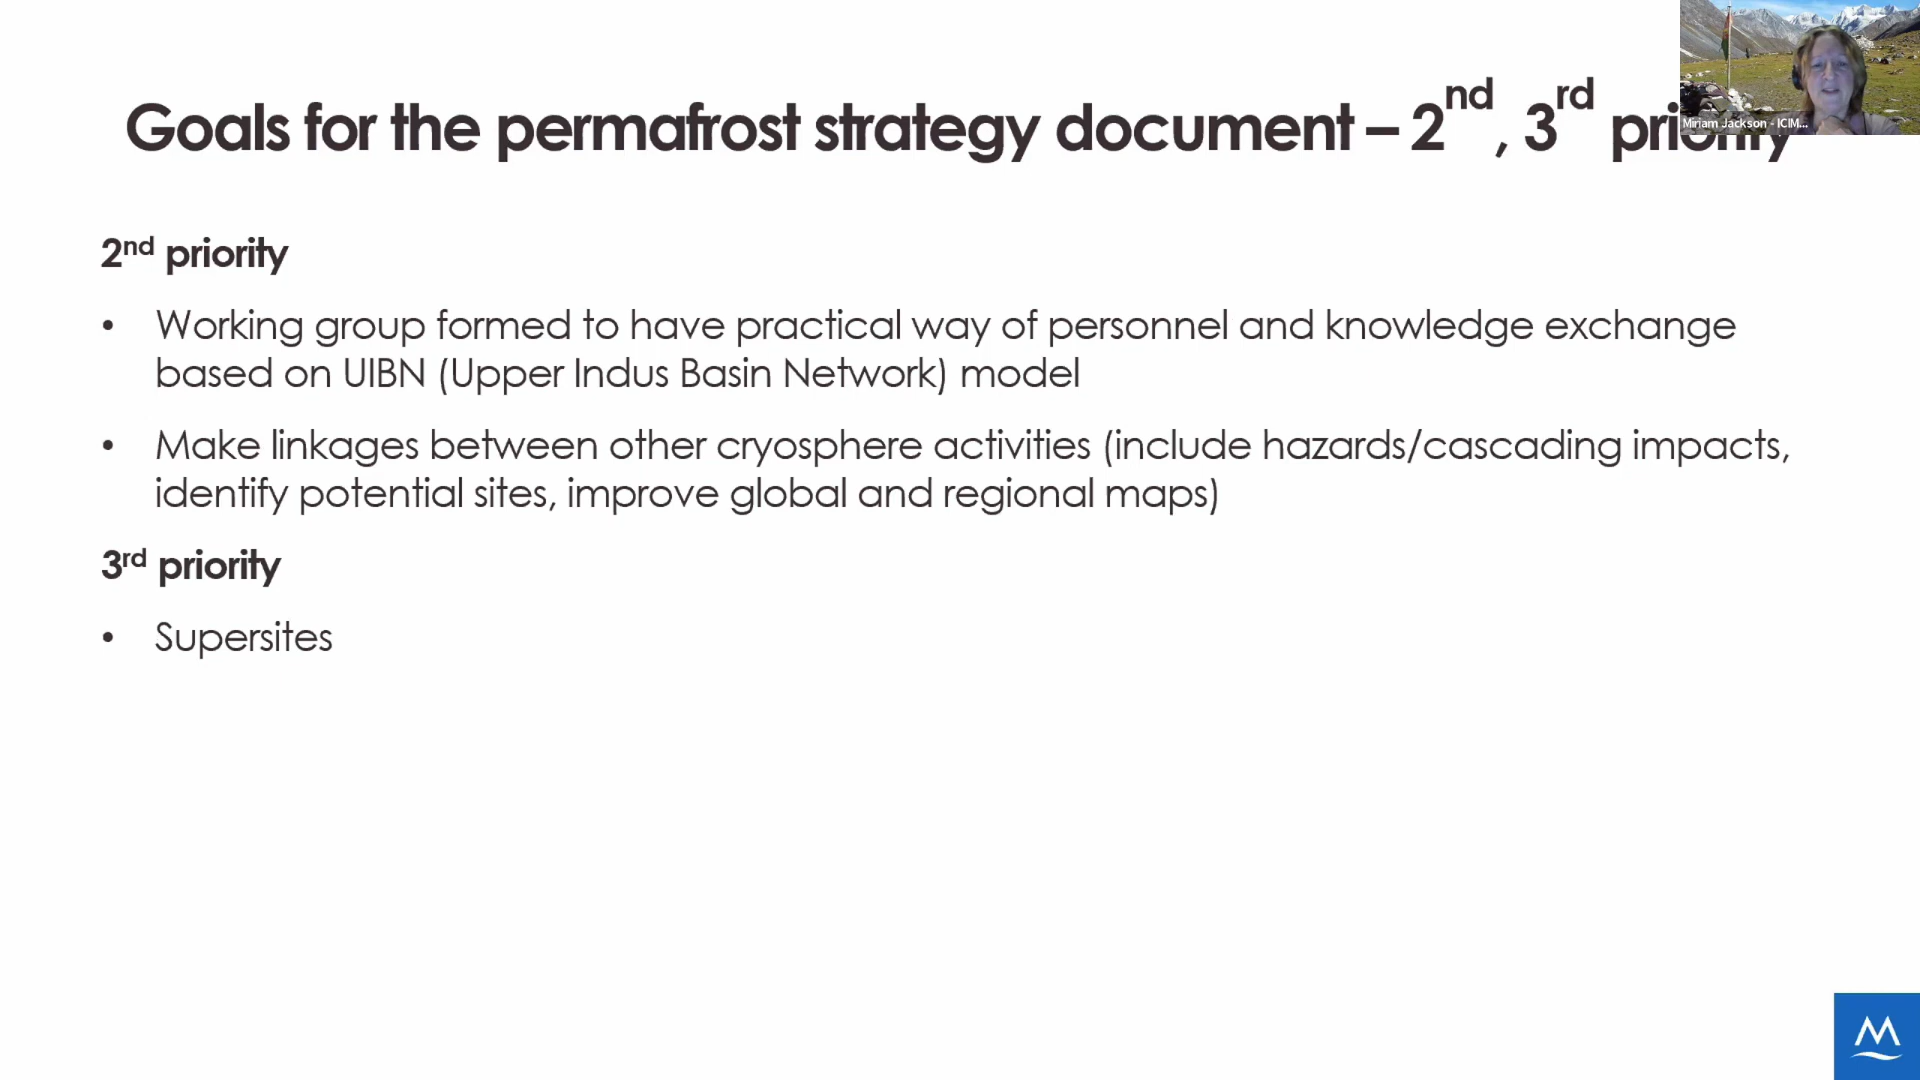 Goals for the permafrost strategy document – 2nd, 3rd priority
Miriam Jackson - ICIM...
2nd priority
• Working group formed to have practical way of personnel and knowledge exchange
based on UIBN (Upper Indus Basin Network) model
• Make linkages between other cryosphere activities (include hazards/cascading impacts,
identify potential sites, improve global and regional maps)
3rd priority
• Supersites